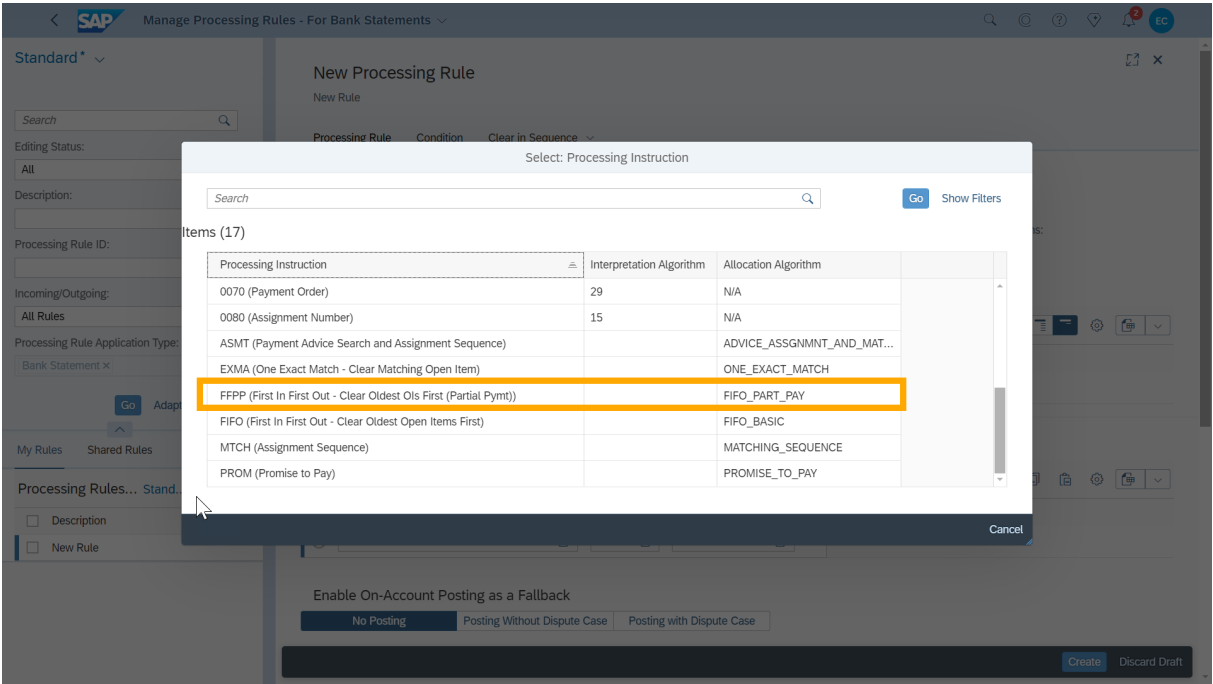 SAP Manage Processing Rules - For Bank Statements
2
EC
Standard*
New Processing Rule
New Rule
Search
Processing Rule Condition Clear in Sequence
Editing Status:
All
Select: Processing Instruction
Description:
Search
Go Show Filters
Items (17)
Processing Rule ID:
Processing Instruction Interpretation Algorithm Allocation Algorithm
Incoming/Outgoing:
0070 (Payment Order) 29 N/A
All Rules
0080 (Assignment Number) 15 N/A
Processing Rule Application Type:
ASMT (Payment Advice Search and Assignment Sequence) ADVICE_ASSGNMNT_AND_MAT...
Bank Statement ×
EXMA (One Exact Match - Clear Matching Open Item) ONE_EXACT_MATCH
FFPP (First In First Out - Clear Oldest OIs First (Partial Pymt)) FIFO_PART_PAY
Go Adapt
FIFO (First In First Out - Clear Oldest Open Items First) FIFO_BASIC
My Rules Shared Rules
MTCH (Assignment Sequence) MATCHING_SEQUENCE
PROM (Promise to Pay) PROMISE_TO_PAY
Processing Rules... Stand...
Description
Cancel
New Rule
Enable On-Account Posting as a Fallback
No Posting Posting Without Dispute Case Posting with Dispute Case
Create Discard Draft